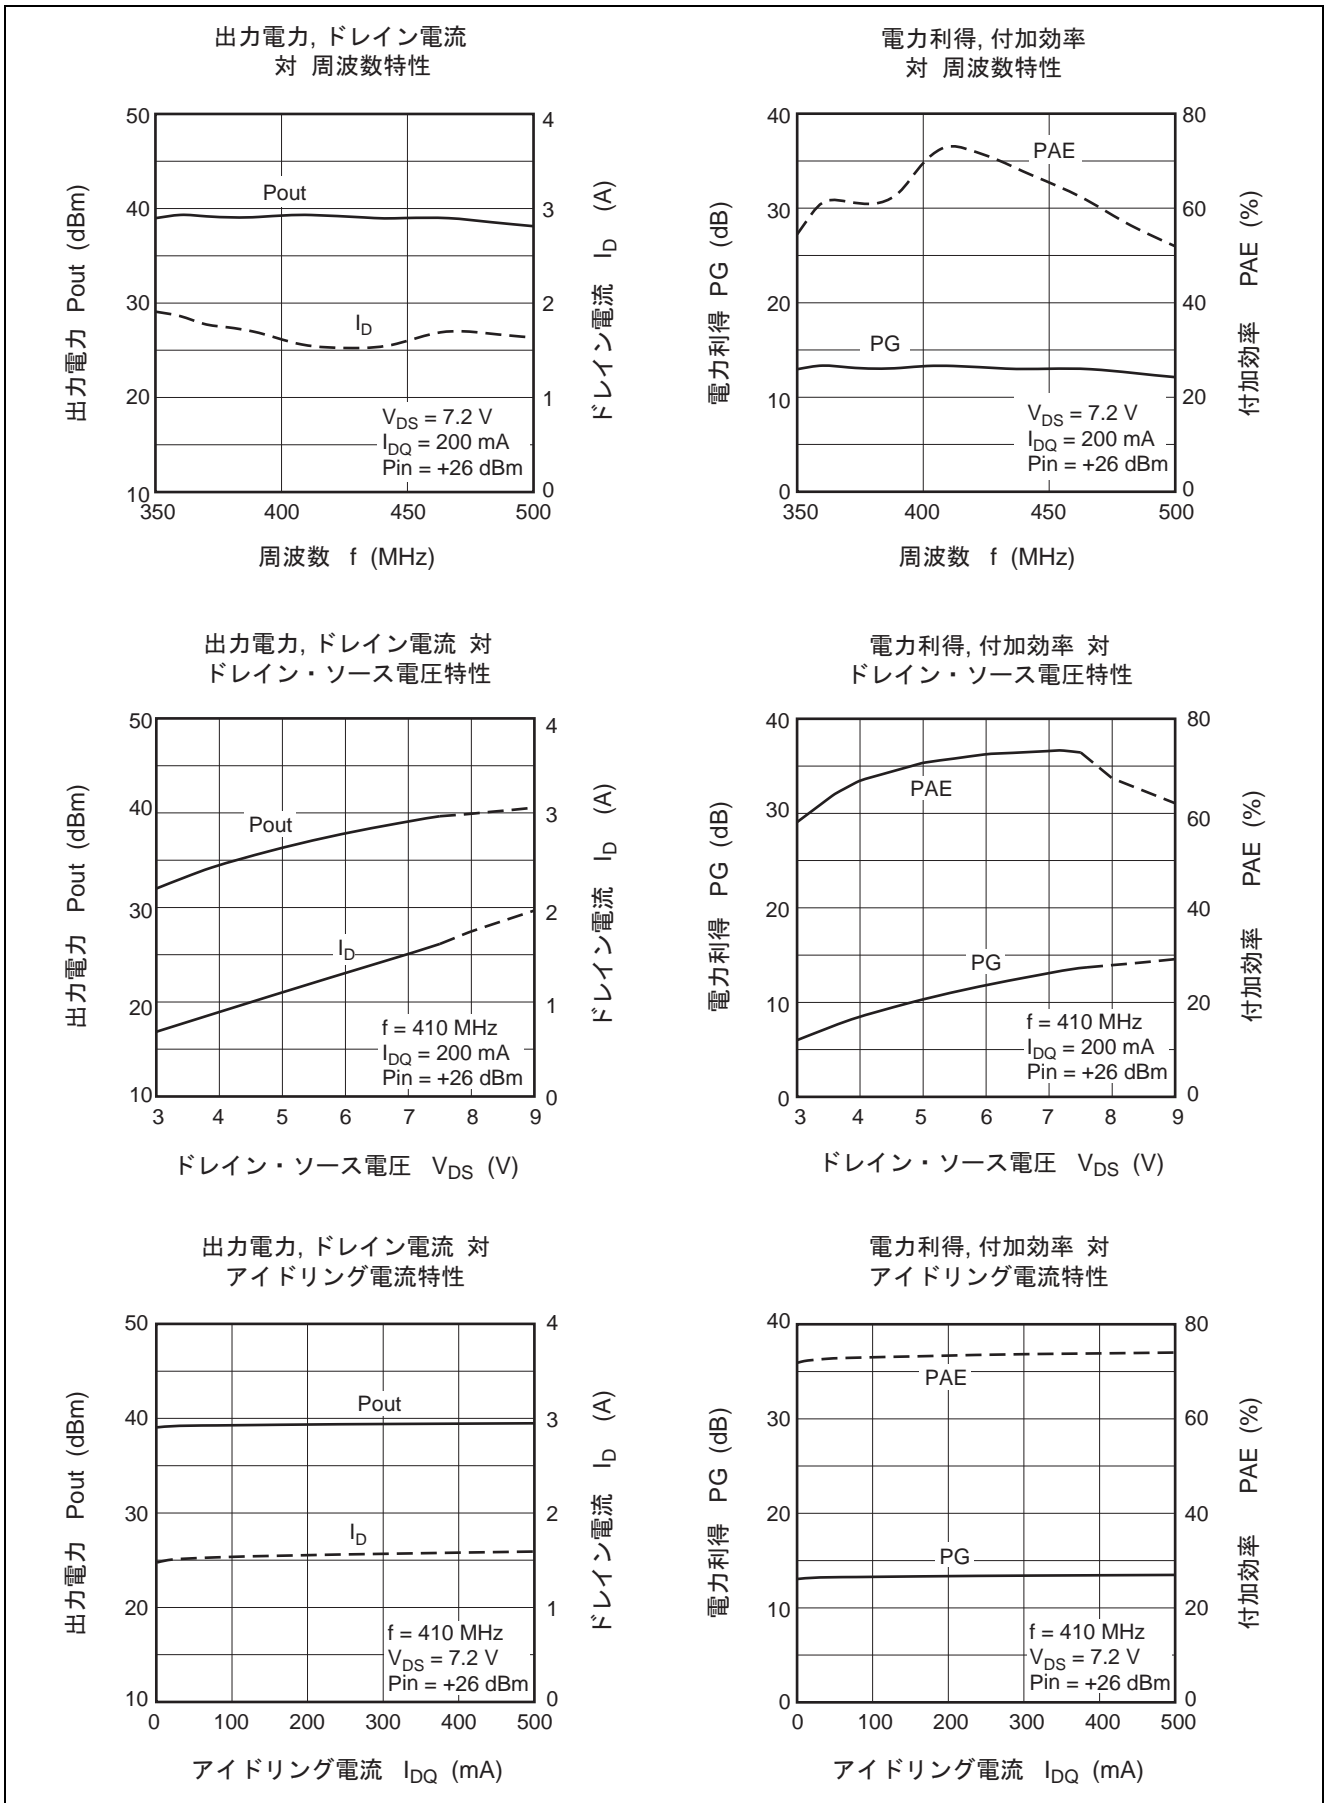 出力電力, ドレイン電流
対 周波数特性
50
40
30
20
10
4
3
2
1
0
350
400
450
500
Pout
I_D
V_DS = 7.2 V
I_DQ = 200 mA
Pin = +26 dBm
出力電力 Pout (dBm)
ドレイン電流 I_D (A)
周波数 f (MHz)
電力利得, 付加効率
対 周波数特性
40
30
20
10
0
80
60
40
20
0
350
400
450
500
PAE
PG
V_DS = 7.2 V
I_DQ = 200 mA
Pin = +26 dBm
電力利得 PG (dB)
付加効率 PAE (%)
周波数 f (MHz)
出力電力, ドレイン電流 対
ドレイン・ソース電圧特性
50
40
30
20
10
4
3
2
1
0
3
4
5
6
7
8
9
Pout
I_D
f = 410 MHz
I_DQ = 200 mA
Pin = +26 dBm
出力電力 Pout (dBm)
ドレイン電流 I_D (A)
ドレイン・ソース電圧 V_DS (V)
電力利得, 付加効率 対
ドレイン・ソース電圧特性
40
30
20
10
0
80
60
40
20
0
3
4
5
6
7
8
9
PAE
PG
f = 410 MHz
I_DQ = 200 mA
Pin = +26 dBm
電力利得 PG (dB)
付加効率 PAE (%)
ドレイン・ソース電圧 V_DS (V)
出力電力, ドレイン電流 対
アイドリング電流特性
50
40
30
20
10
4
3
2
1
0
0
100
200
300
400
500
Pout
I_D
f = 410 MHz
V_DS = 7.2 V
Pin = +26 dBm
出力電力 Pout (dBm)
ドレイン電流 I_D (A)
アイドリング電流 I_DQ (mA)
電力利得, 付加効率 対
アイドリング電流特性
40
30
20
10
0
80
60
40
20
0
0
100
200
300
400
500
PAE
PG
f = 410 MHz
V_DS = 7.2 V
Pin = +26 dBm
電力利得 PG (dB)
付加効率 PAE (%)
アイドリング電流 I_DQ (mA)